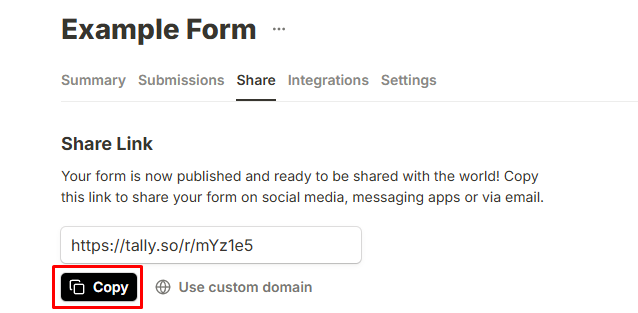 Example Form ···
Summary Submissions Share Integrations Settings
Share Link
Your form is now published and ready to be shared with the world! Copy
this link to share your form on social media, messaging apps or via email.
https://tally.so/r/mYz1e5
Copy Use custom domain